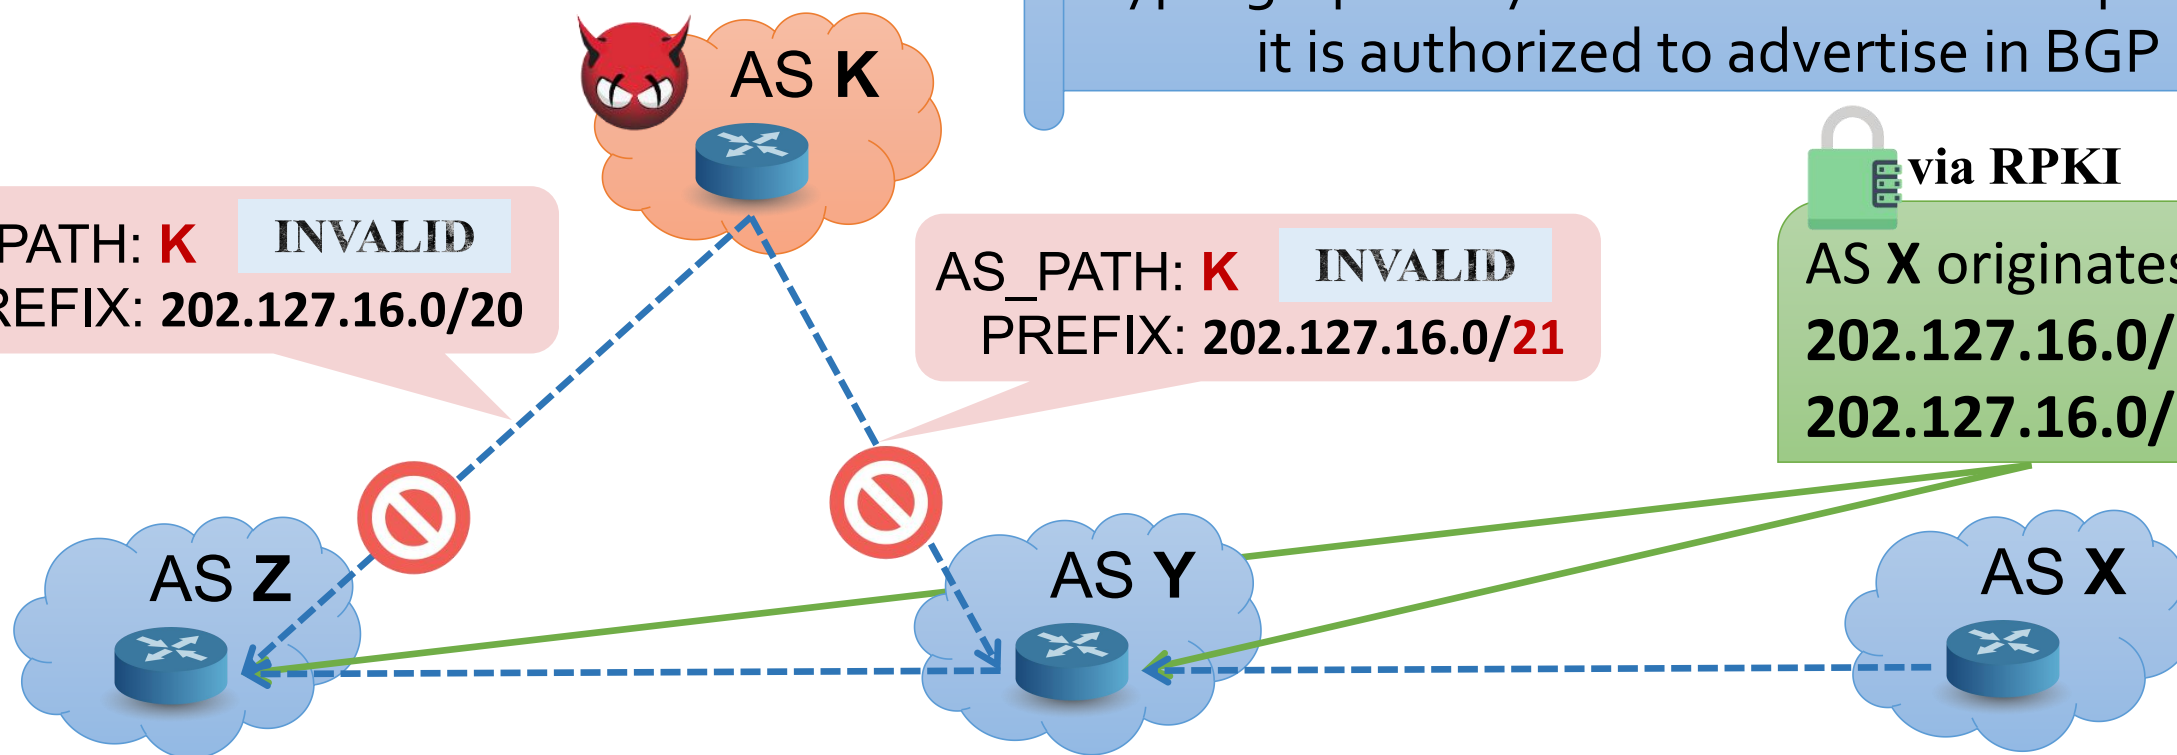 it is authorized to advertise in BGP
AS K
via RPKI
PATH: K INVALID
PREFIX: 202.127.16.0/20
AS_PATH: K INVALID
PREFIX: 202.127.16.0/21
AS X originates
202.127.16.0/
202.127.16.0/
AS Z
AS Y
AS X